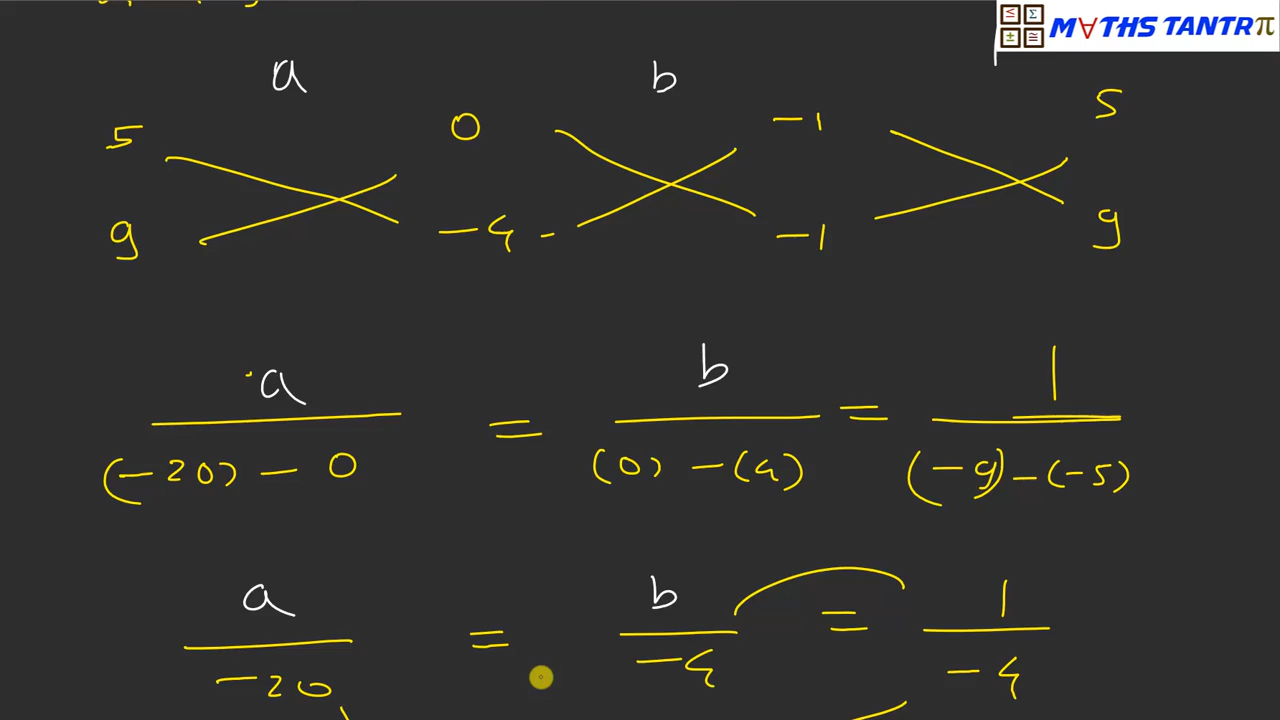 ≤ Σ
± ≅ M∀THS TANTRπ
a b
5 0 -1 5
9 -4 -1 9
a / (-20) - 0 = b / (0) - (4) = 1 / (-9) - (-5)
a / -20 = b / -4 = 1 / -4